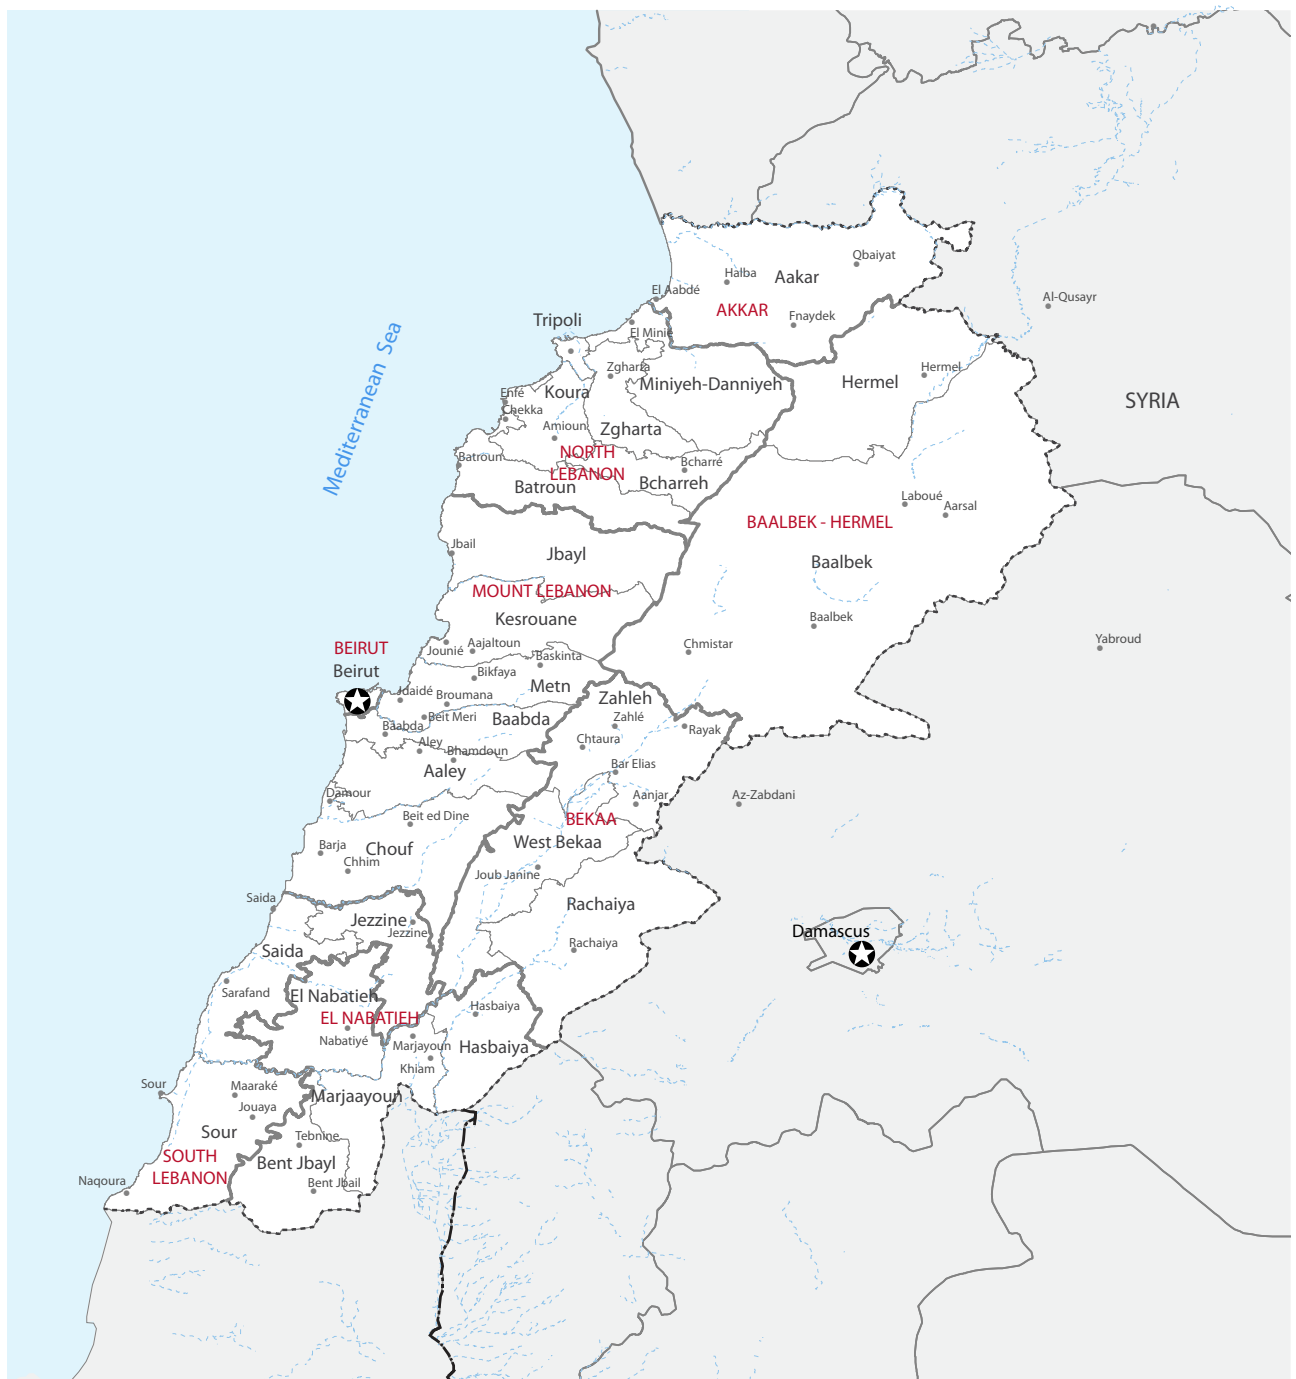 Qbaiyat
Halba
Aakar
El Aabdé
Al-Qusayr
AKKAR
Fnaydek
Tripoli
El Minié
Mediterranean Sea
Zgharta
Miniyeh-Danniyeh
Hermel
Hermel
Koura
Enfé
Chekka
SYRIA
Amioun
Zgharta
NORTH
LEBANON
Batroun
Bcharré
Batroun
Bcharreh
Laboué
Aarsal
BAALBEK - HERMEL
Jbail
Jbayl
Baalbek
MOUNT LEBANON
Kesrouane
Baalbek
BEIRUT
Beirut
Jounié
Aajaltoun
Baskinta
Chmistar
Yabroud
Bikfaya
Metn
Jdaidé
Broumana
Zahleh
Beit Meri
Baabda
Zahlé
Baabda
Rayak
Aley
Bhamdoun
Chtaura
Aaley
Bar Elias
Damour
Aanjar
Az-Zabdani
Beit ed Dine
BEKAA
Barja
Chouf
West Bekaa
Chhim
Joub Janine
Saida
Rachaiya
Jezzine
Jezzine
Damascus
Saida
Rachaiya
Sarafand
El Nabatieh
Hasbaiya
EL NABATIEH
Nabatiyé
Marjayoun
Hasbaiya
Khiam
Sour
Maaraké
Marjaayoun
Jouaya
Sour
Tebnine
SOUTH
LEBANON
Bent Jbayl
Naqoura
Bent Jbail